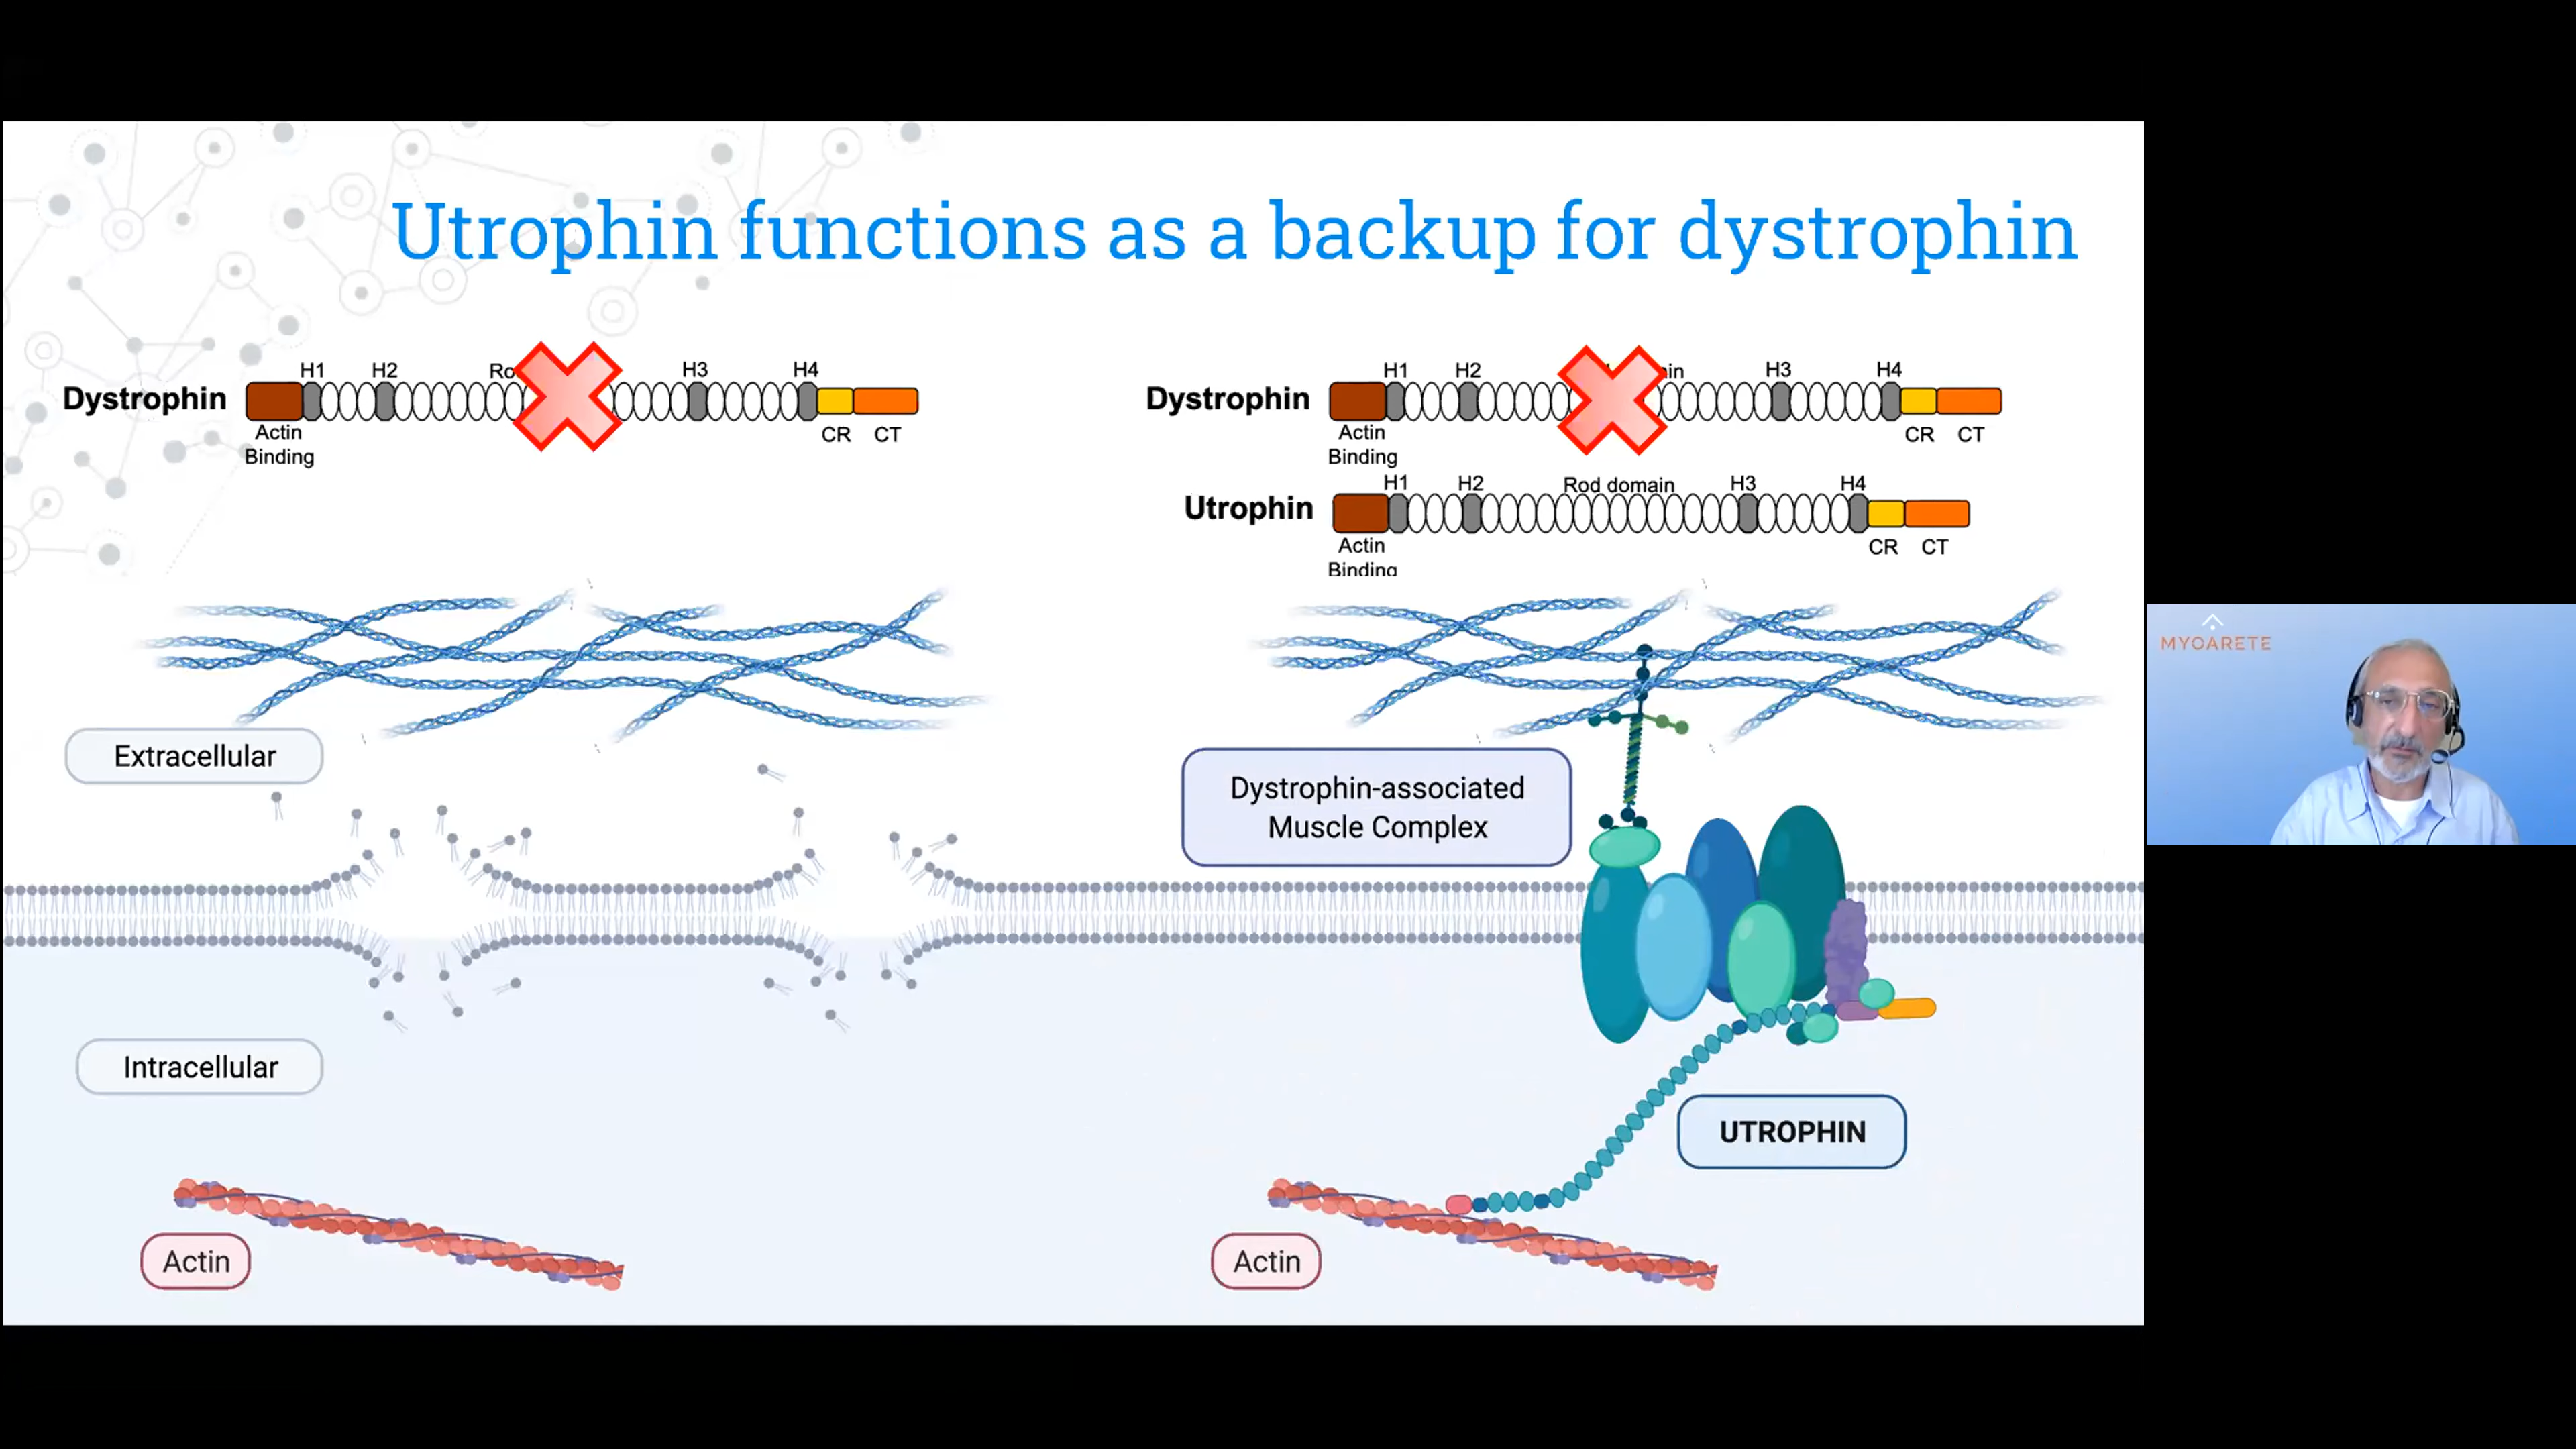 Utrophin functions as a backup for dystrophin
Dystrophin
H1 H2 Ro H3 H4
Actin
Binding
CR CT
Dystrophin
H1 H2 in H3 H4
Actin
Binding
CR CT
Utrophin
H1 H2 Rod domain H3 H4
Actin
Binding
CR CT
Extracellular
Intracellular
Actin
Dystrophin-associated
Muscle Complex
UTROPHIN
Actin
MYOARETE